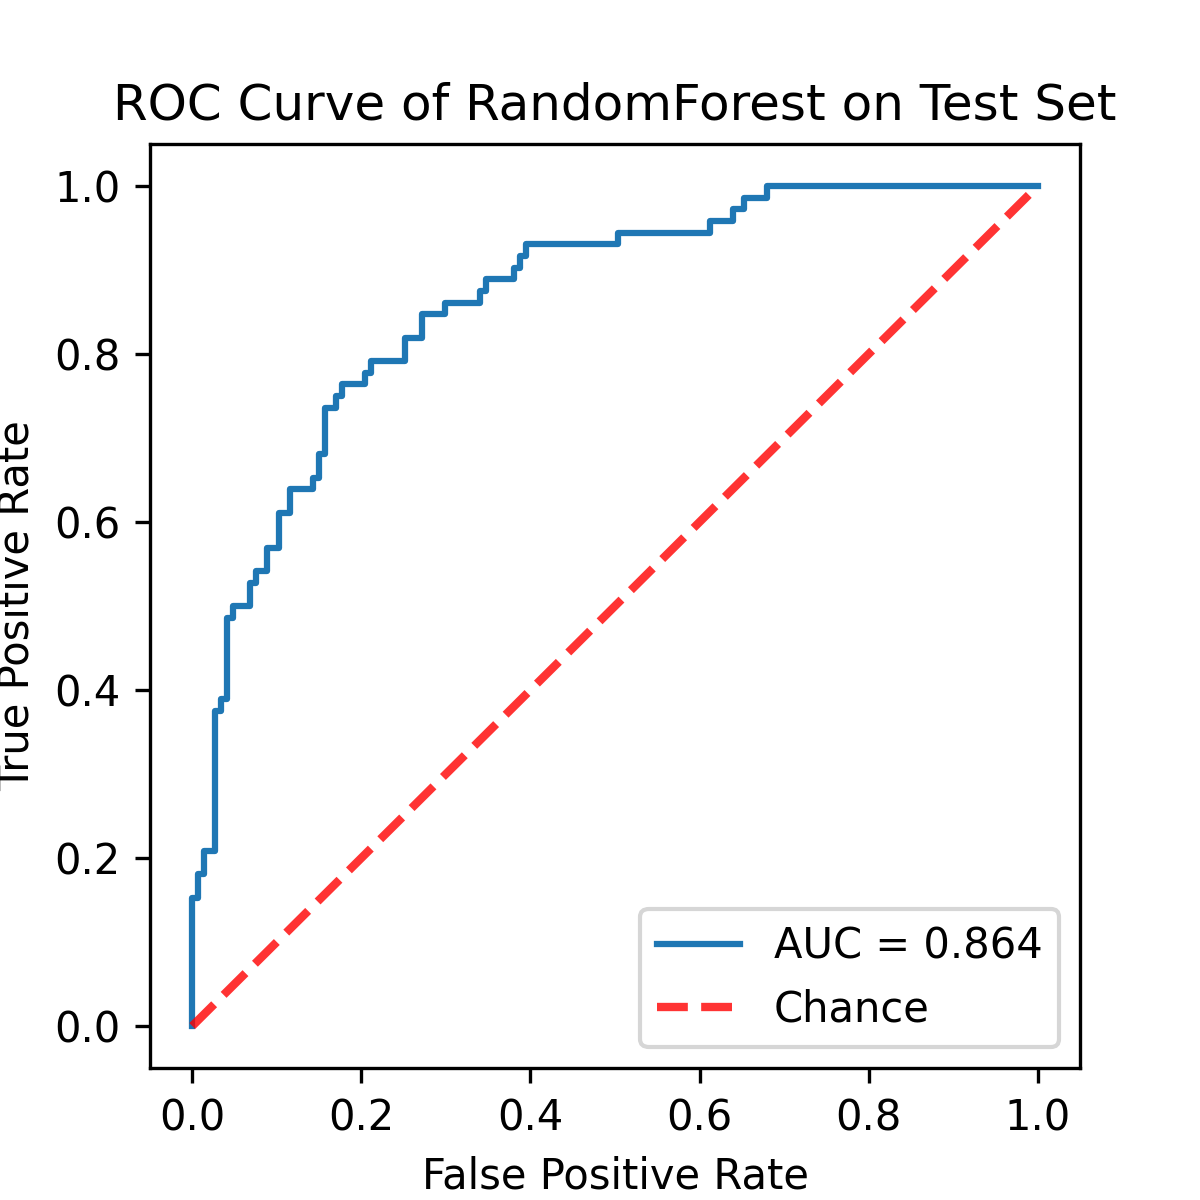 ROC Curve of RandomForest on Test Set
True Positive Rate
1.0
0.8
0.6
0.4
0.2
0.0
AUC = 0.864
Chance
0.0 0.2 0.4 0.6 0.8 1.0
False Positive Rate